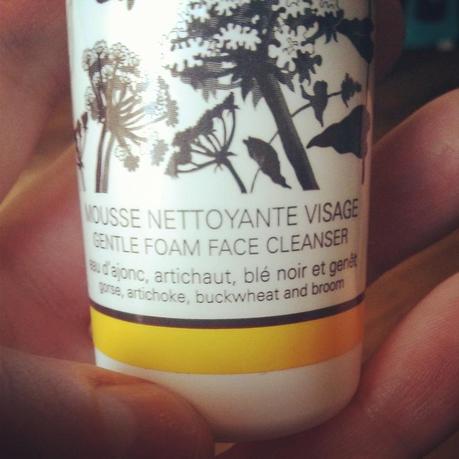 MOUSSE NETTOYANTE VISAGE
GENTLE FOAM FACE CLEANSER
eau d'ajonc, artichaut, blé noir et genêt
gorse, artichoke, buckwheat and broom